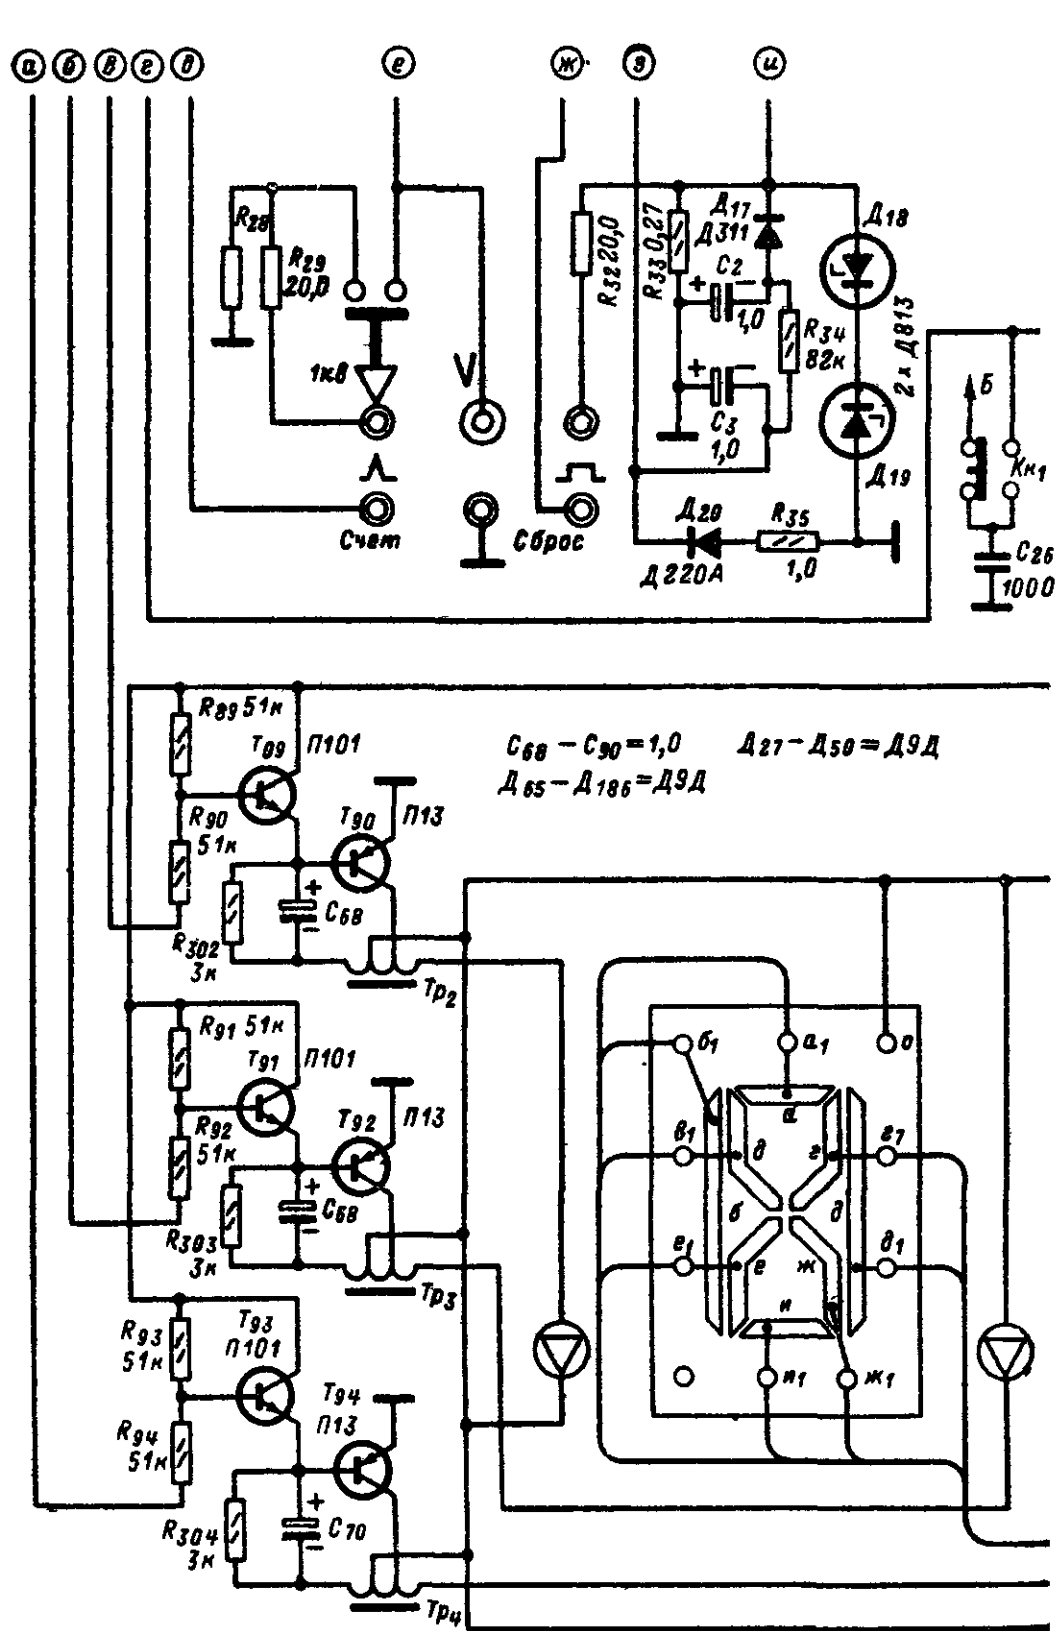 а б в г д е ж з и
R28
R29
20,0
1кв
V
Счет
Сброс
R32 20,0
R33 0,27
Д17
Д311
C2
+ −
1,0
R34
82к
+ −
C3
1,0
Д18
2 x Д813
Д19
Д20
Д220А
R35
1,0
Б
Кн1
C26
1000
R89 51к
T89 П101
R90
51к
T90 П13
+
C68
−
R302
3к
Тр2
C68 − C90 = 1,0 Д27 − Д50 = Д9Д
Д65 − Д186 = Д9Д
R91 51к
T91 П101
R92
51к
T92 П13
+
C68
−
R303
3к
Тр3
R93
51к
T93
П101
R94
51к
T94
П13
+
C70
−
R304
3к
Тр4
б1 а1 о
а
в1 д г г1
б д
е1 е ж д1
и
и1 ж1